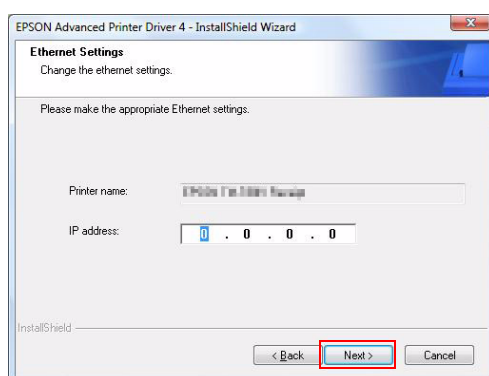 EPSON Advanced Printer Driver 4 - InstallShield Wizard
Ethernet Settings
Change the ethernet settings.
Please make the appropriate Ethernet settings.
Printer name:
IP address: 0 . 0 . 0 . 0
InstallShield
< Back Next > Cancel